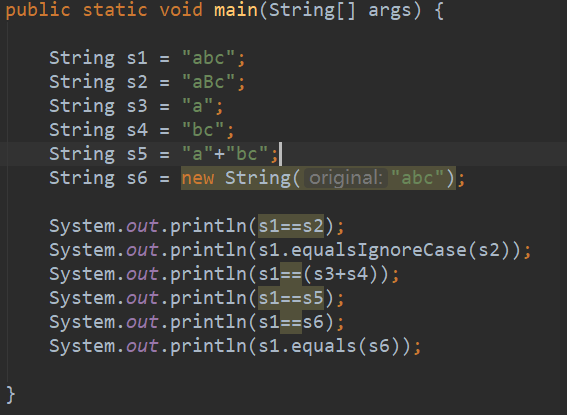 public static void main(String[] args) {
String s1 = "abc";
String s2 = "aBc";
String s3 = "a";
String s4 = "bc";
String s5 = "a"+"bc";
String s6 = new String( original: "abc");
System.out.println(s1==s2);
System.out.println(s1.equalsIgnoreCase(s2));
System.out.println(s1==(s3+s4));
System.out.println(s1==s5);
System.out.println(s1==s6);
System.out.println(s1.equals(s6));
}